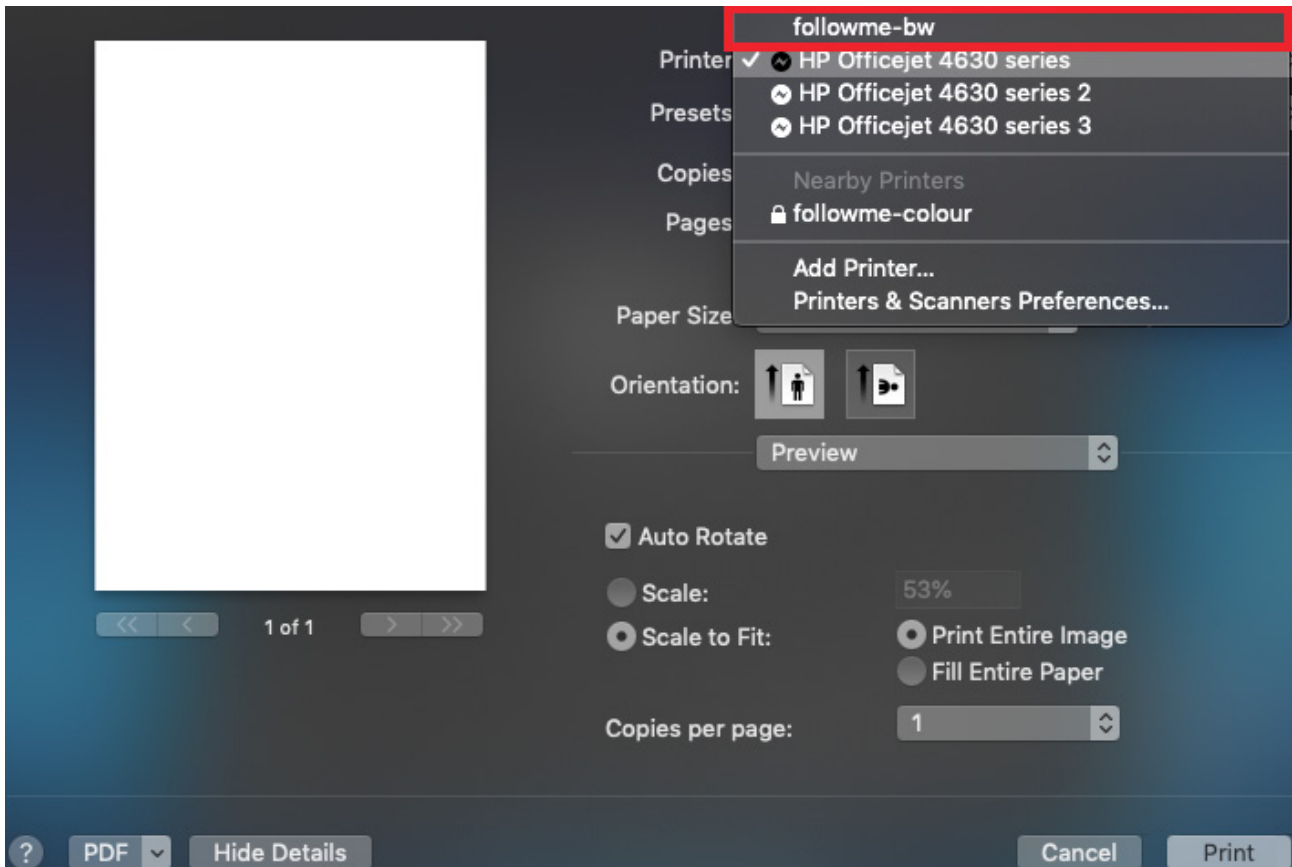 followme-bw
Printer ✓ HP Officejet 4630 series
Presets HP Officejet 4630 series 2
HP Officejet 4630 series 3
Copies Nearby Printers
Pages followme-colour
Add Printer...
Printers & Scanners Preferences...
Paper Size
Orientation:
Preview
Auto Rotate
Scale: 53%
1 of 1
Scale to Fit: Print Entire Image
Fill Entire Paper
Copies per page: 1
? PDF Hide Details Cancel Print